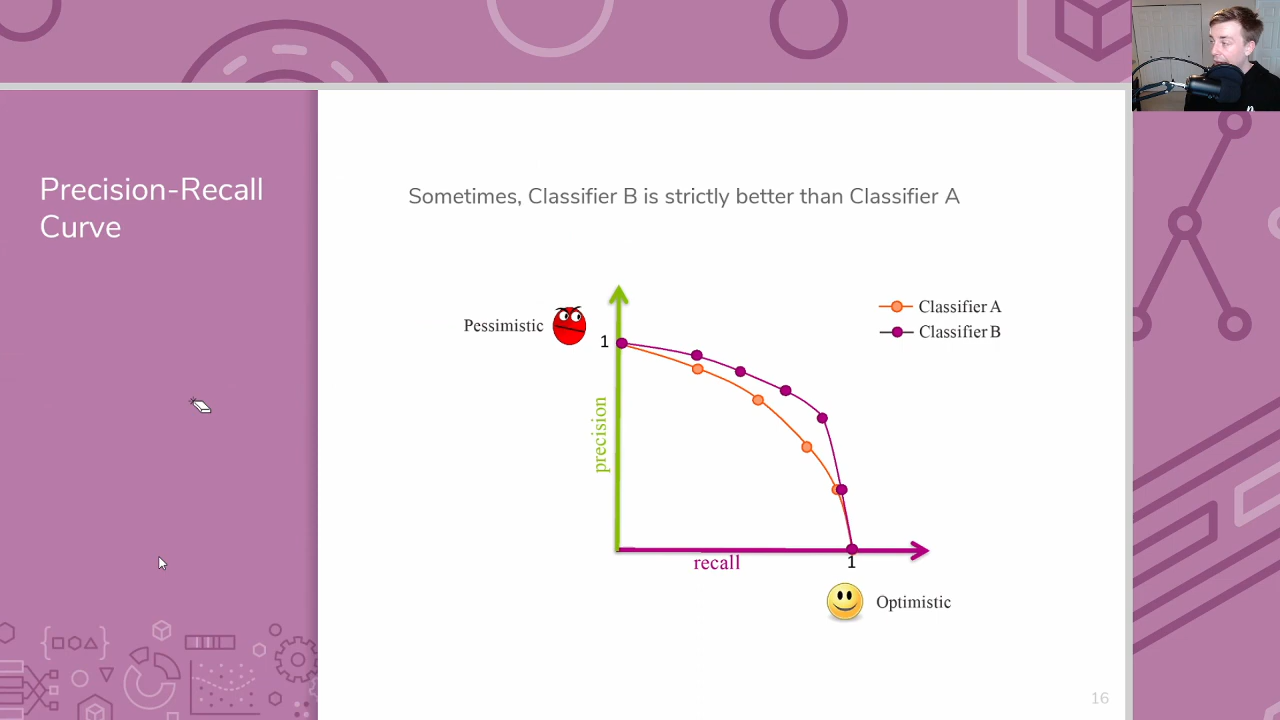 Precision-Recall
Curve
Sometimes, Classifier B is strictly better than Classifier A
Pessimistic
1
precision
Classifier A
Classifier B
recall
1
Optimistic
16